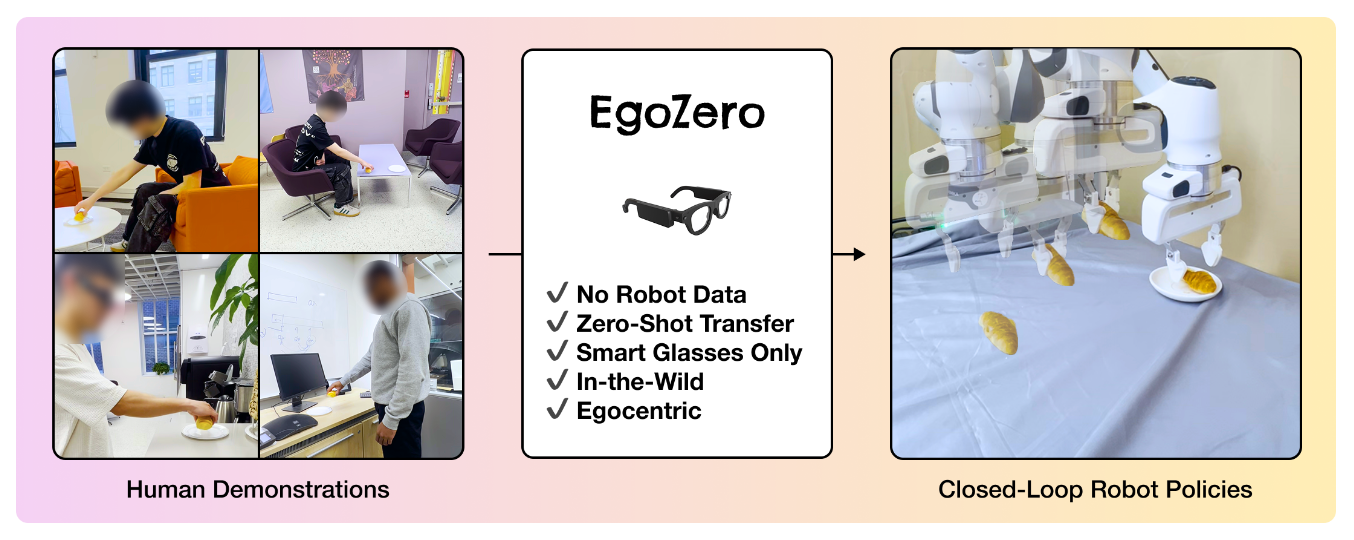 EgoZero
✓ No Robot Data
✓ Zero-Shot Transfer
✓ Smart Glasses Only
✓ In-the-Wild
✓ Egocentric
Human Demonstrations
Closed-Loop Robot Policies